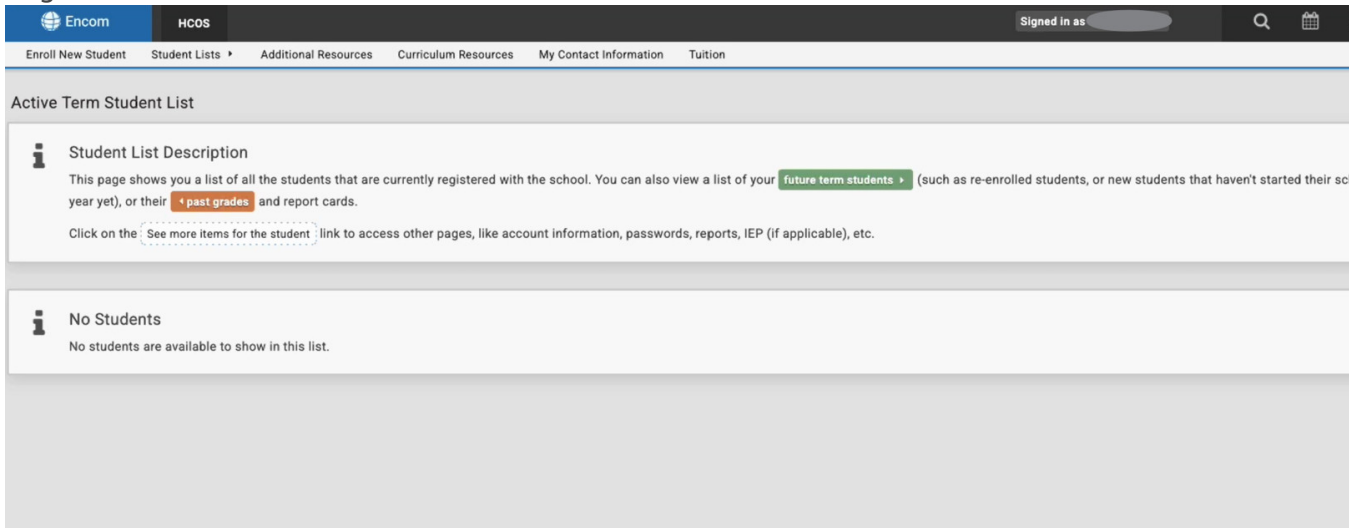 Encom
HCOS
Signed in as
Enroll New Student Student Lists Additional Resources Curriculum Resources My Contact Information Tuition
Active Term Student List
Student List Description
This page shows you a list of all the students that are currently registered with the school. You can also view a list of your future term students (such as re-enrolled students, or new students that haven't started their sc
year yet), or their past grades and report cards.
Click on the See more items for the student link to access other pages, like account information, passwords, reports, IEP (if applicable), etc.
No Students
No students are available to show in this list.